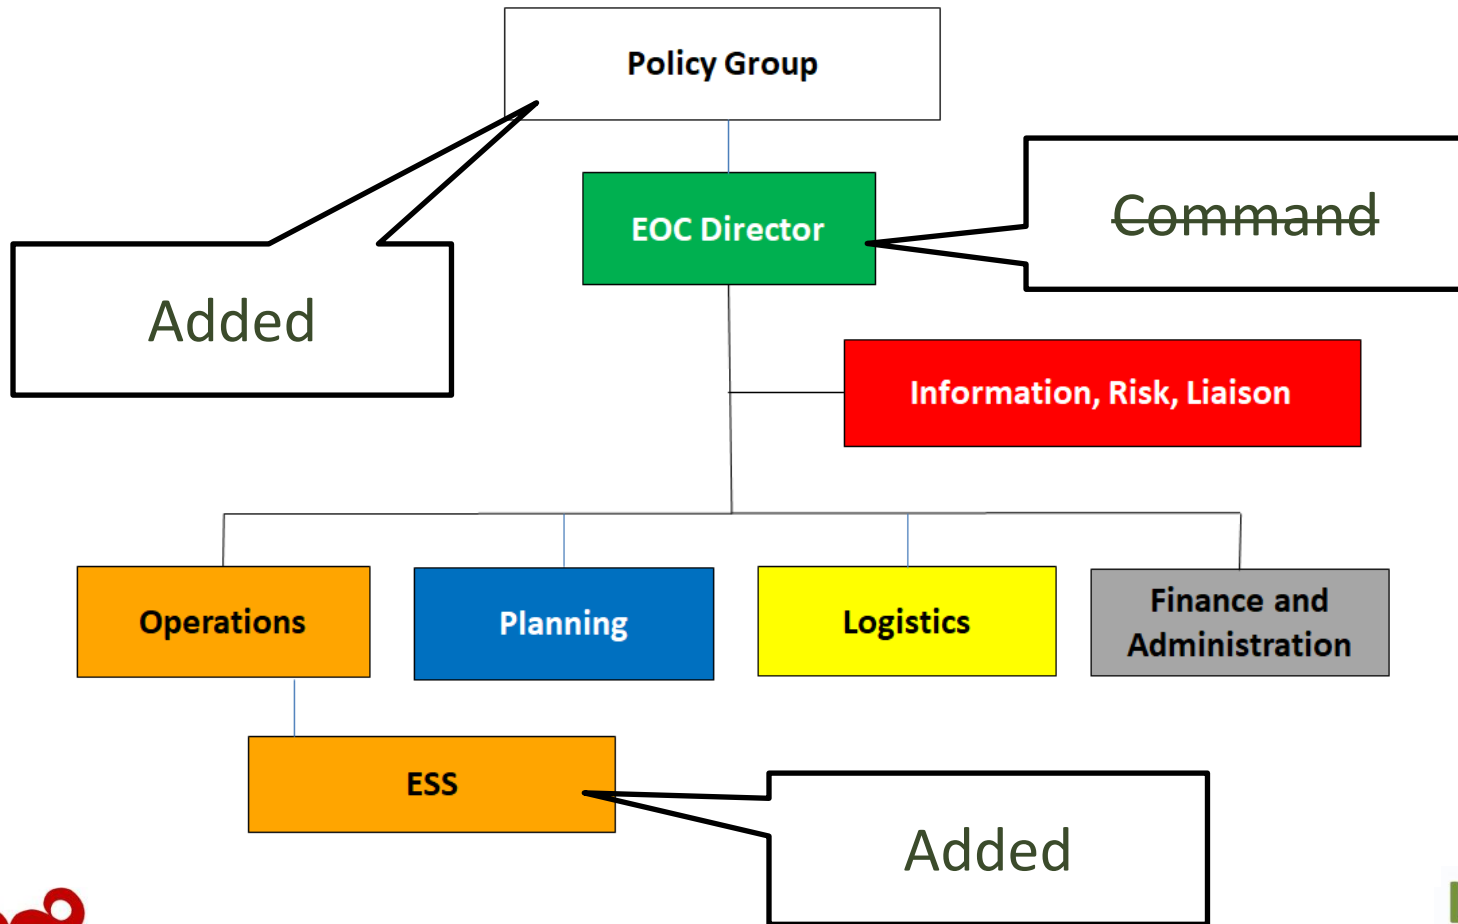 Policy Group
EOC Director
Command
Added
Information, Risk, Liaison
Operations
Planning
Logistics
Finance and
Administration
ESS
Added